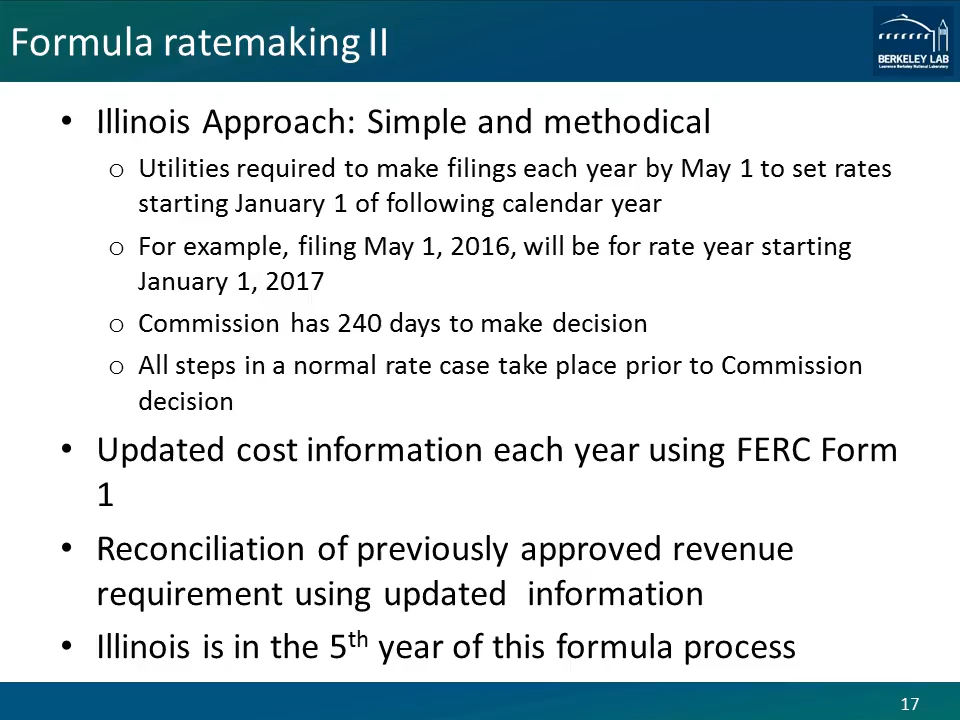 Formula ratemaking II
BERKELEY LAB
Lawrence Berkeley National Laboratory
• Illinois Approach: Simple and methodical
o Utilities required to make filings each year by May 1 to set rates
starting January 1 of following calendar year
o For example, filing May 1, 2016, will be for rate year starting
January 1, 2017
o Commission has 240 days to make decision
o All steps in a normal rate case take place prior to Commission
decision
• Updated cost information each year using FERC Form
1
• Reconciliation of previously approved revenue
requirement using updated  information
• Illinois is in the 5th year of this formula process
17